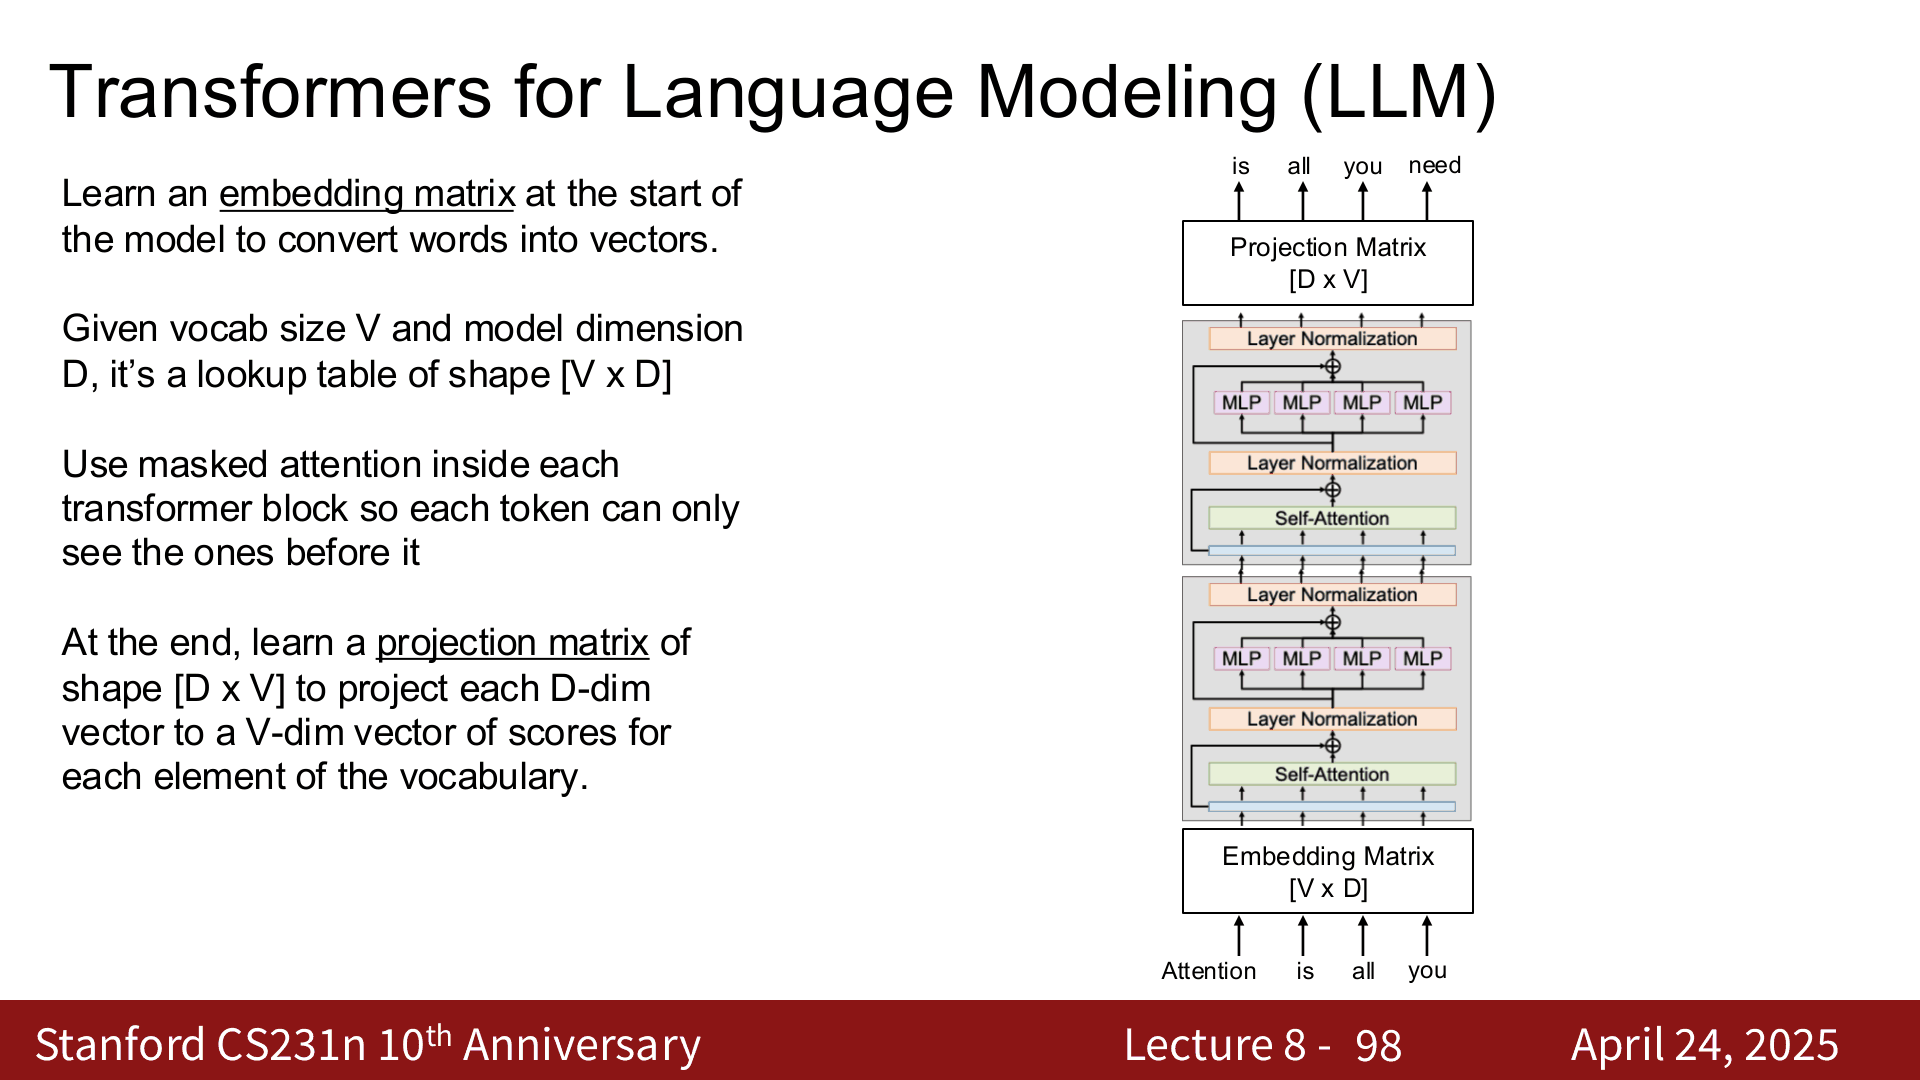 Transformers for Language Modeling (LLM)
Learn an embedding matrix at the start of
the model to convert words into vectors.
Given vocab size V and model dimension
D, it’s a lookup table of shape [V x D]
Use masked attention inside each
transformer block so each token can only
see the ones before it
At the end, learn a projection matrix of
shape [D x V] to project each D-dim
vector to a V-dim vector of scores for
each element of the vocabulary.
is all you need
Projection Matrix
[D x V]
Layer Normalization
MLP MLP MLP MLP
Layer Normalization
Self-Attention
Layer Normalization
MLP MLP MLP MLP
Layer Normalization
Self-Attention
Embedding Matrix
[V x D]
Attention is all you
Stanford CS231n 10th Anniversary Lecture 8 - 98 April 24, 2025